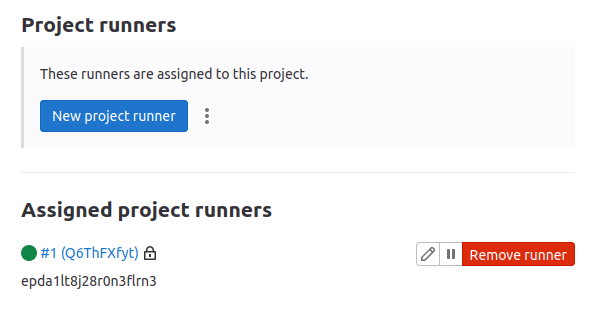 Project runners
These runners are assigned to this project.
New project runner
Assigned project runners
#1 (Q6ThFXfyt)
Remove runner
epda1lt8j28r0n3flrn3